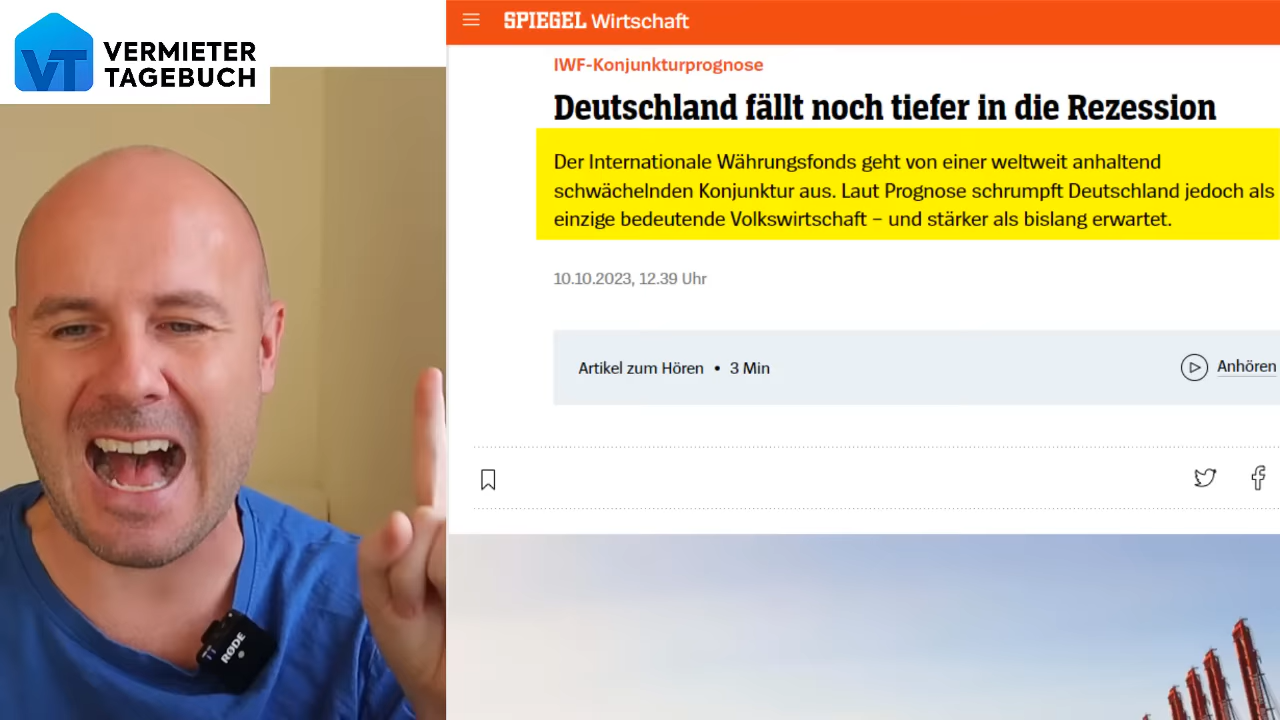 VT
VERMIETER
TAGEBUCH
SPIEGEL Wirtschaft
IWF-Konjunkturprognose
Deutschland fällt noch tiefer in die Rezession
Der Internationale Währungsfonds geht von einer weltweit anhaltend
schwächelnden Konjunktur aus. Laut Prognose schrumpft Deutschland jedoch als
einzige bedeutende Volkswirtschaft – und stärker als bislang erwartet.
10.10.2023, 12.39 Uhr
Artikel zum Hören • 3 Min
Anhören
RØDE